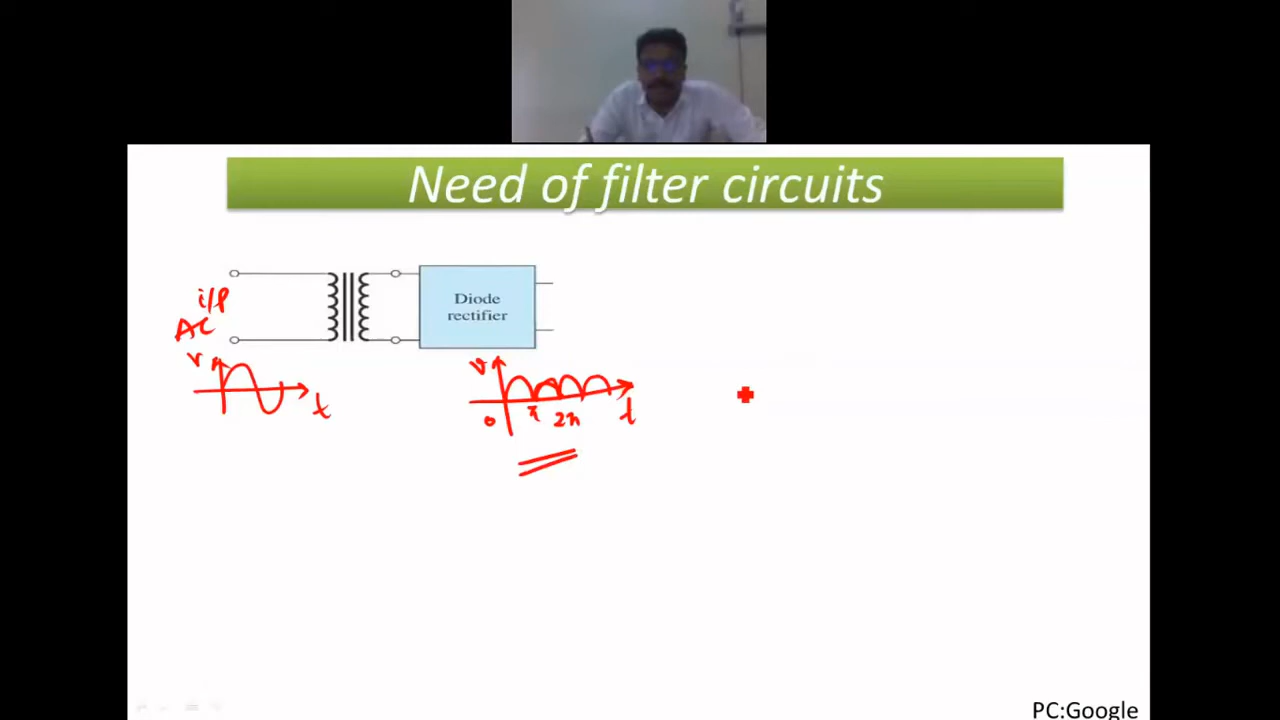 Need of filter circuits
i/p
AC
Diode
rectifier
v
t
v
0
π
2π
t
PC:Google